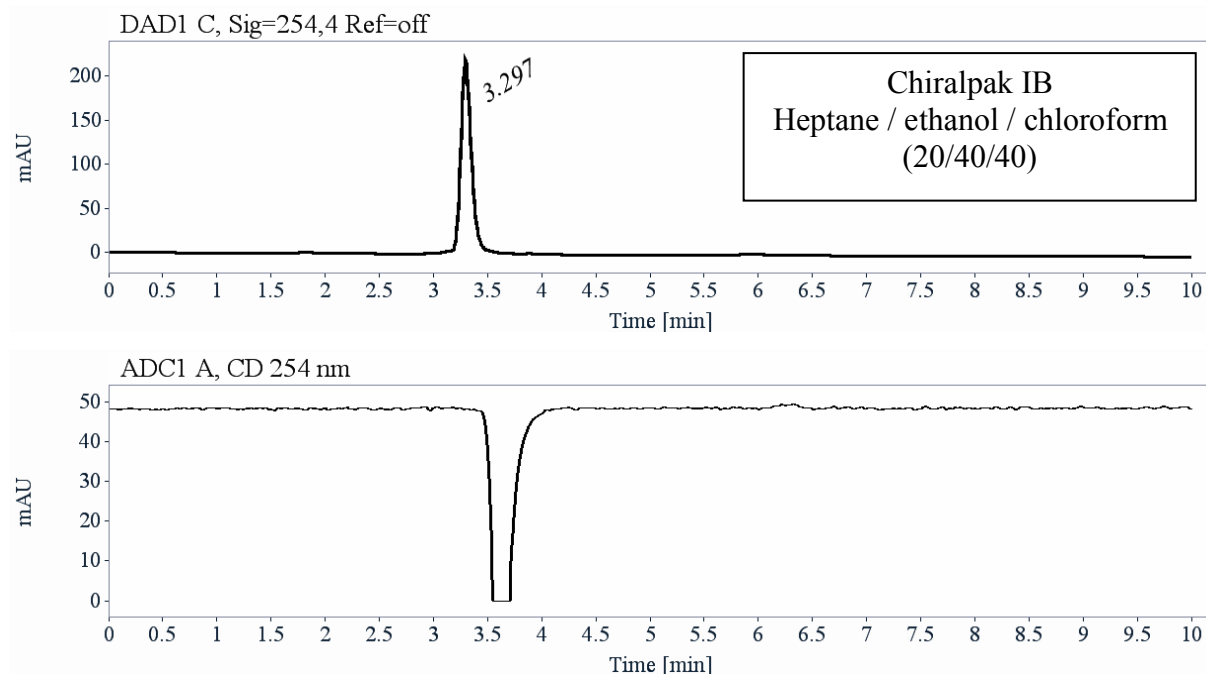 DAD1 C, Sig=254,4 Ref=off
200
150
100
50
0
mAU
3.297
Chiralpak IB
Heptane / ethanol / chloroform
(20/40/40)
0 0.5 1 1.5 2 2.5 3 3.5 4 4.5 5 5.5 6 6.5 7 7.5 8 8.5 9 9.5 10
Time [min]
ADC1 A, CD 254 nm
50
40
30
20
10
0
mAU
0 0.5 1 1.5 2 2.5 3 3.5 4 4.5 5 5.5 6 6.5 7 7.5 8 8.5 9 9.5 10
Time [min]